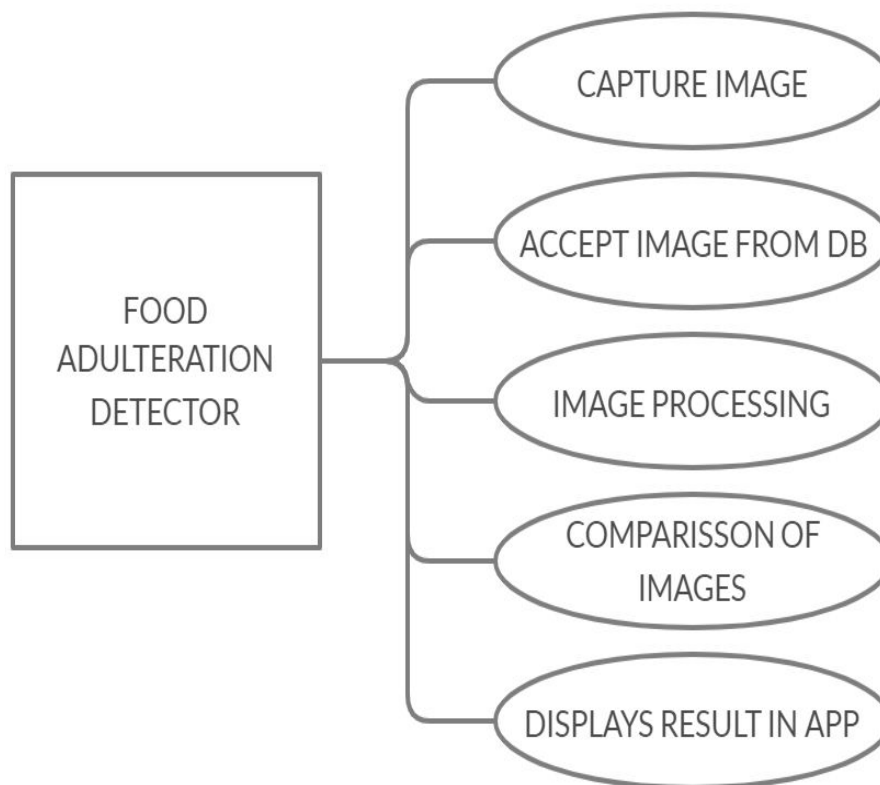 FOOD
ADULTERATION
DETECTOR
CAPTURE IMAGE
ACCEPT IMAGE FROM DB
IMAGE PROCESSING
COMPARISSON OF
IMAGES
DISPLAYS RESULT IN APP